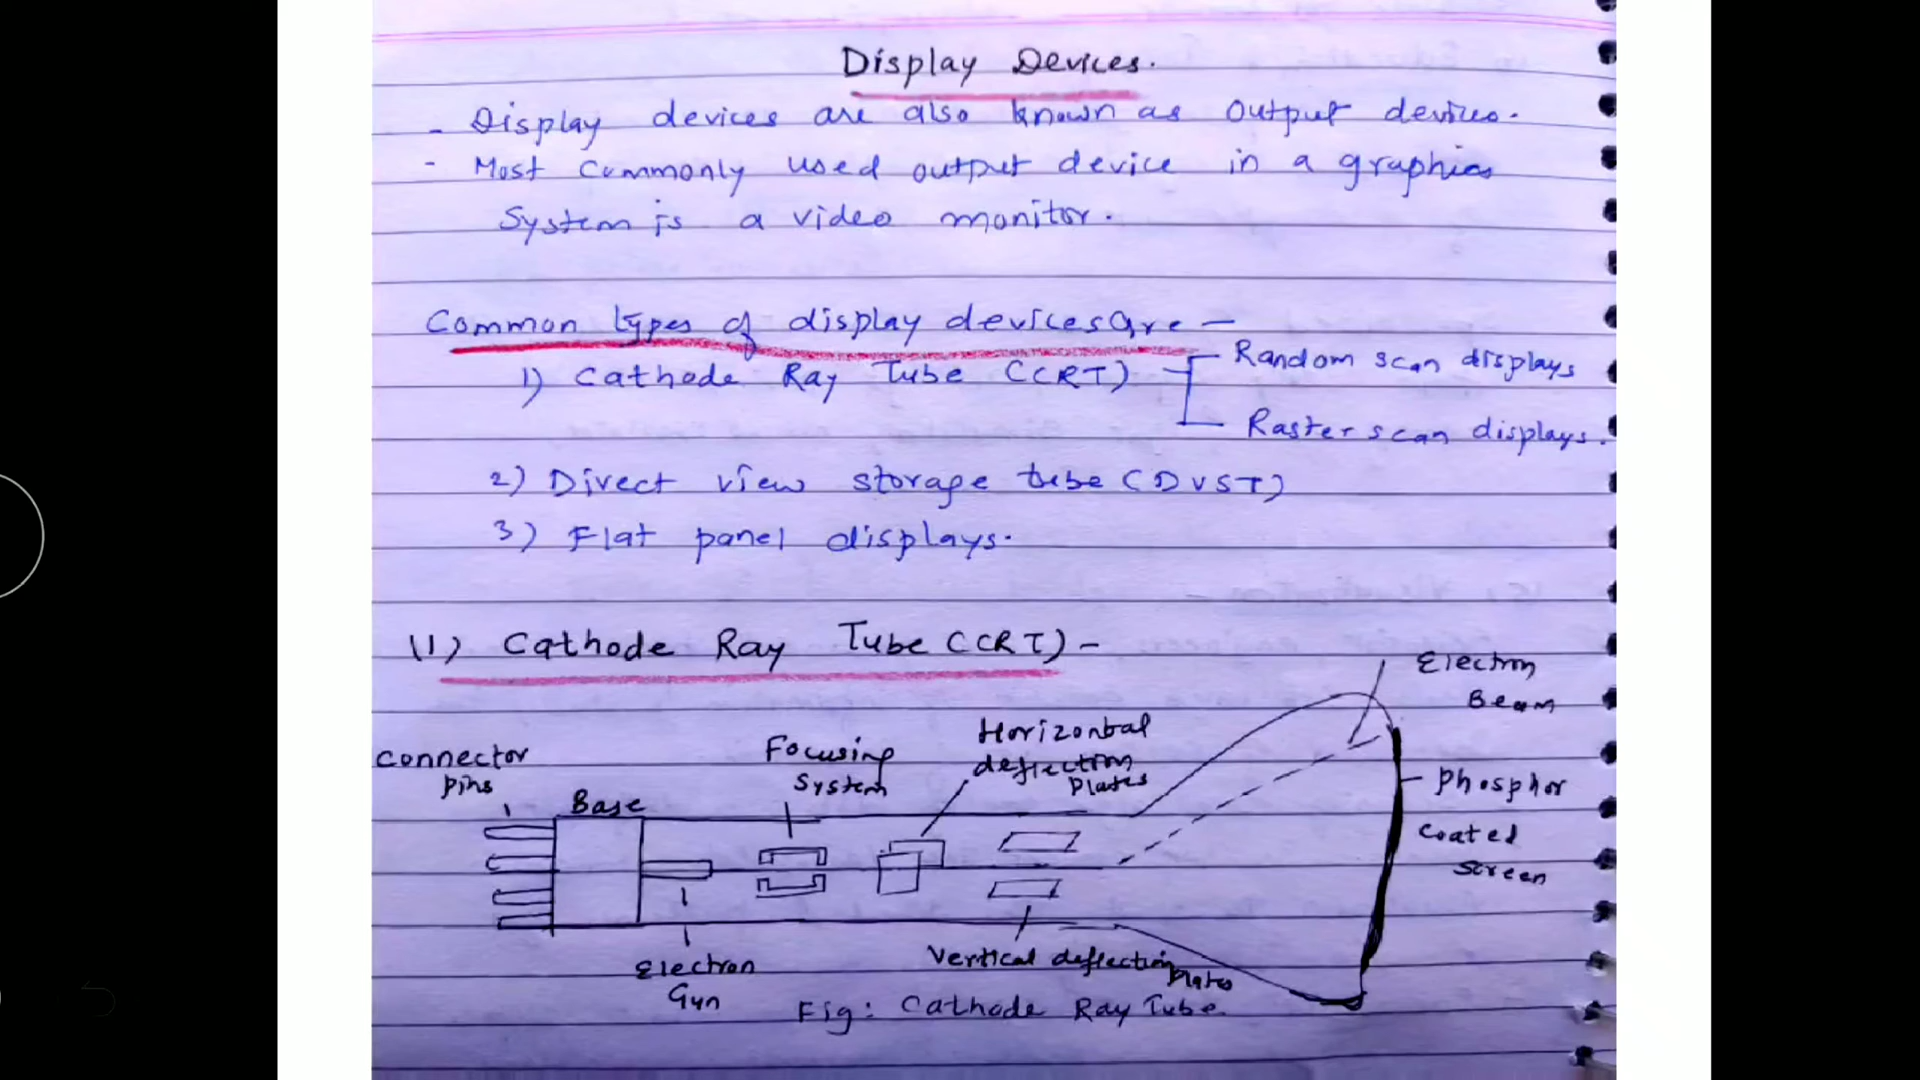 Display Devices.
- Display devices are also known as output devices.
- Most Commonly used output device in a graphics
System is a video monitor.
Common types of display devices are -
1) Cathode Ray Tube (CRT)
Random scan displays
Raster scan displays.
2) Direct view storage tube (DVST)
3) Flat panel displays.
(1) Cathode Ray Tube (CRT) -
Electron
Beam
Connector
Pins
Base
Focusing
System
Horizontal
deflection
Plates
Phosphor
Coated
Screen
Electron
Gun
Vertical deflection
Plates
Fig: Cathode Ray Tube.